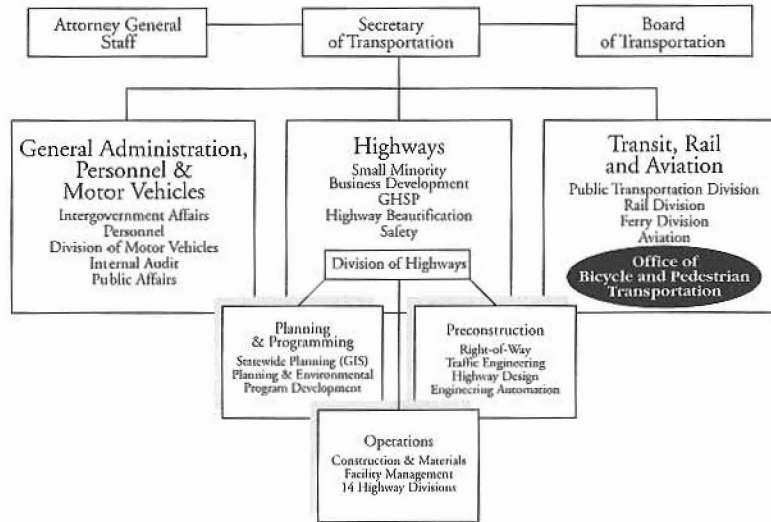 Attorney General
Staff
Secretary
of Transportation
Board
of Transportation
General Administration,
Personnel &
Motor Vehicles
Intergovernment Affairs
Personnel
Division of Motor Vehicles
Internal Audit
Public Affairs
Highways
Small Minority
Business Development
GHSP
Highway Beautification
Safety
Division of Highways
Transit, Rail
and Aviation
Public Transportation Division
Rail Division
Ferry Division
Aviation
Office of
Bicycle and Pedestrian
Transportation
Planning
& Programming
Statewide Planning (GIS)
Planning & Environmental
Program Development
Preconstruction
Right-of-Way
Traffic Engineering
Highway Design
Engineering Automation
Operations
Construction & Materials
Facility Management
14 Highway Divisions